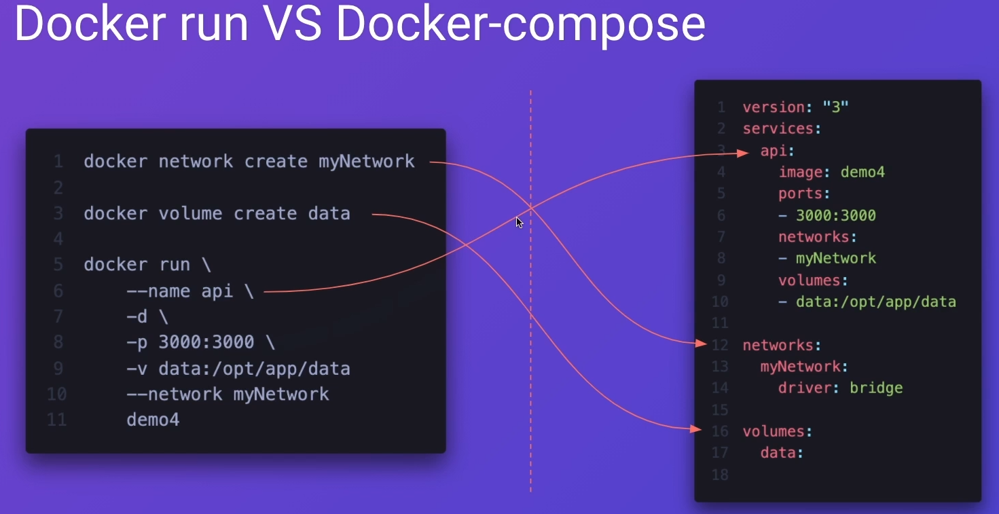 Docker run VS Docker-compose
1 docker network create myNetwork
2
3 docker volume create data
4
5 docker run \
6     --name api \
7     -d \
8     -p 3000:3000 \
9     -v data:/opt/app/data
10     --network myNetwork
11     demo4
1 version: "3"
2 services:
3   api:
4     image: demo4
5     ports:
6     - 3000:3000
7     networks:
8     - myNetwork
9     volumes:
10     - data:/opt/app/data
11
12 networks:
13   myNetwork:
14     driver: bridge
15
16 volumes:
17   data:
18